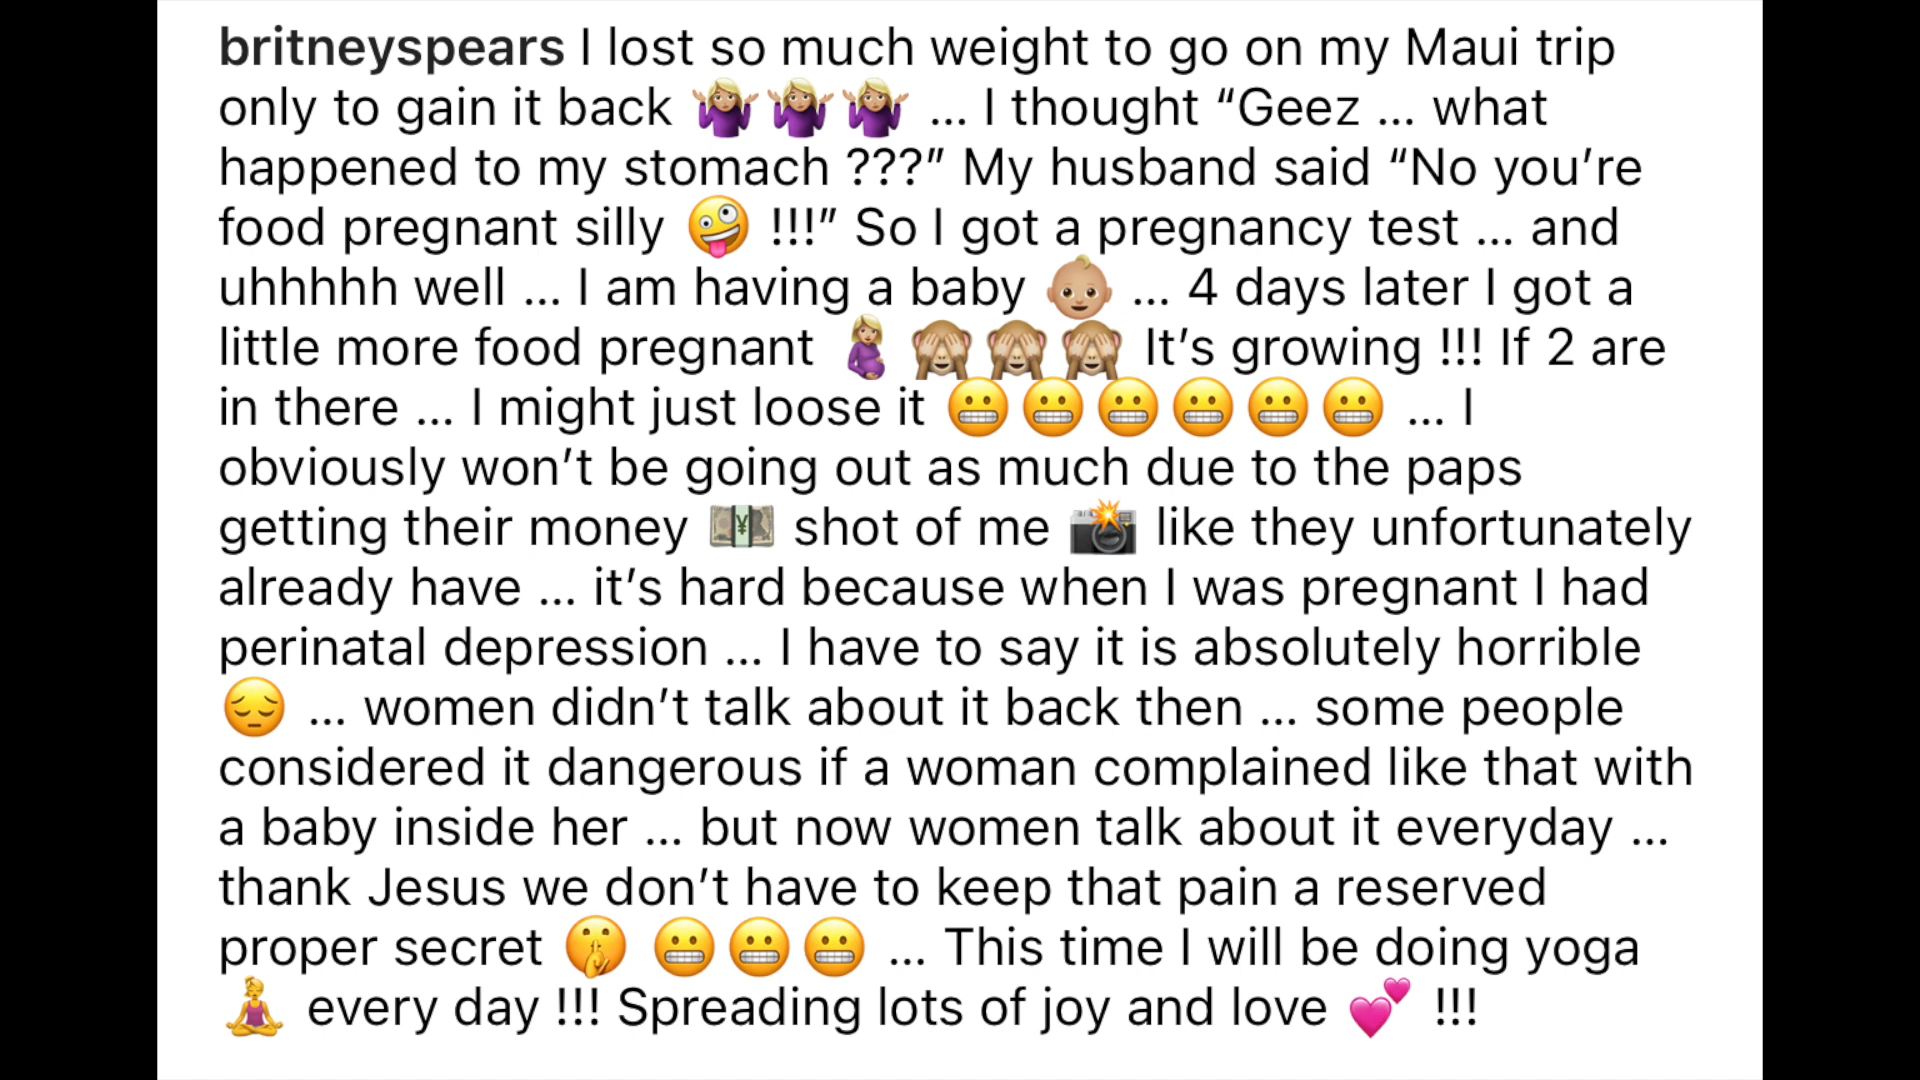 britneyspears I lost so much weight to go on my Maui trip
only to gain it back 🤷🏼‍♀️🤷🏼‍♀️🤷🏼‍♀️ … I thought “Geez … what
happened to my stomach ???” My husband said “No you’re
food pregnant silly 🤪 !!!” So I got a pregnancy test … and
uhhhhh well … I am having a baby 👶🏼 … 4 days later I got a
little more food pregnant 🤰🏼🙈🙈🙈 It’s growing !!! If 2 are
in there … I might just loose it 😬😬😬😬😬😬 … I
obviously won’t be going out as much due to the paps
getting their money 💴 shot of me 📸 like they unfortunately
already have … it’s hard because when I was pregnant I had
perinatal depression … I have to say it is absolutely horrible
😔 … women didn’t talk about it back then … some people
considered it dangerous if a woman complained like that with
a baby inside her … but now women talk about it everyday …
thank Jesus we don’t have to keep that pain a reserved
proper secret 🤫 😬😬😬 … This time I will be doing yoga
🧘‍♀️ every day !!! Spreading lots of joy and love 💕 !!!